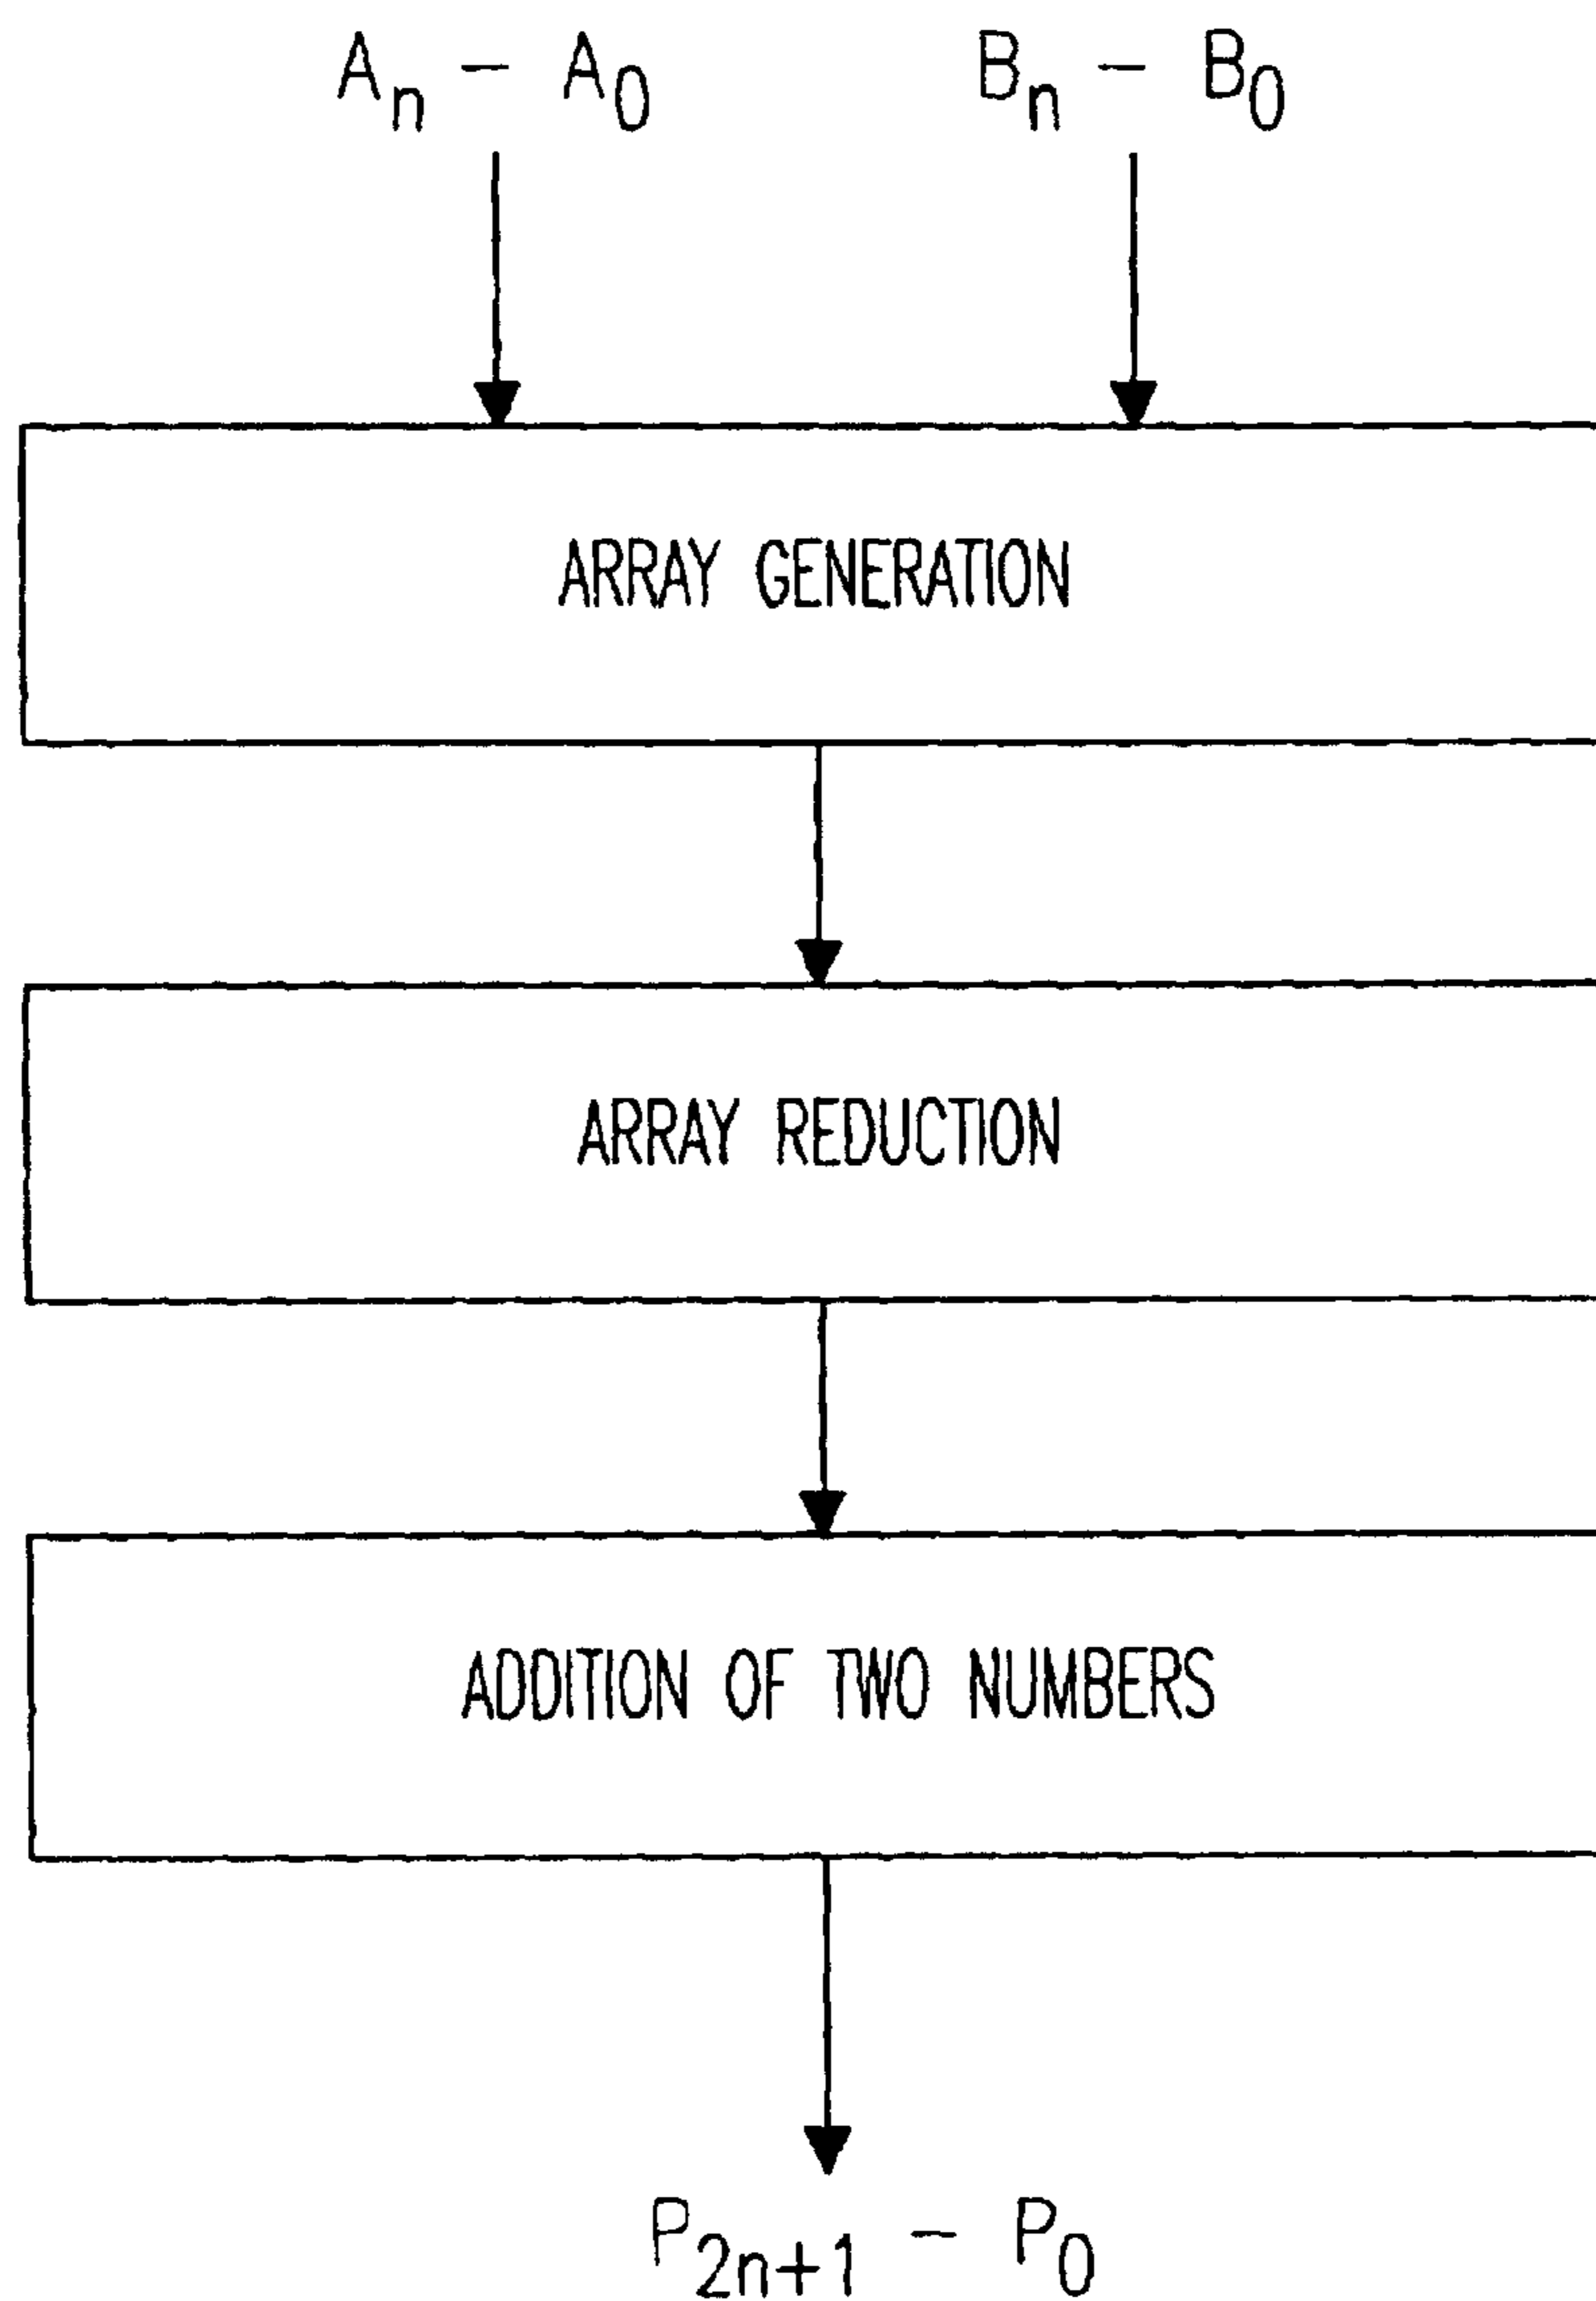 Aₙ – A₀ Bₙ – B₀
ARRAY GENERATION
ARRAY REDUCTION
ADDITION OF TWO NUMBERS
P₂ₙ₊₁ – P₀